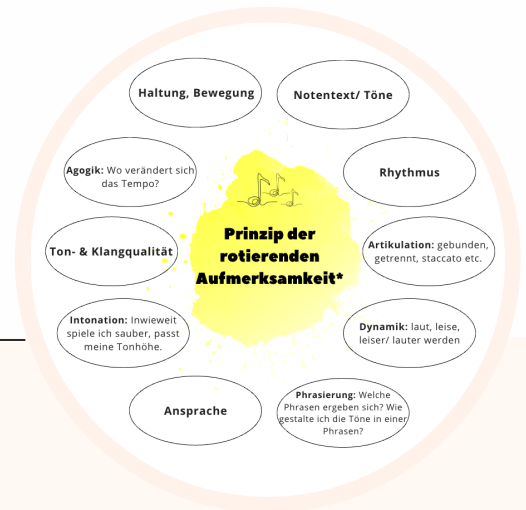 Haltung, Bewegung
Notentext/ Töne
Agogik: Wo verändert sich
das Tempo?
Rhythmus
Prinzip der
rotierenden
Aufmerksamkeit*
Ton- & Klangqualität
Artikulation: gebunden,
getrennt, staccato etc.
Intonation: Inwieweit
spiele ich sauber, passt
meine Tonhöhe.
Dynamik: laut, leise,
leiser/ lauter werden
Ansprache
Phrasierung: Welche
Phrasen ergeben sich? Wie
gestalte ich die Töne in einer
Phrasen?